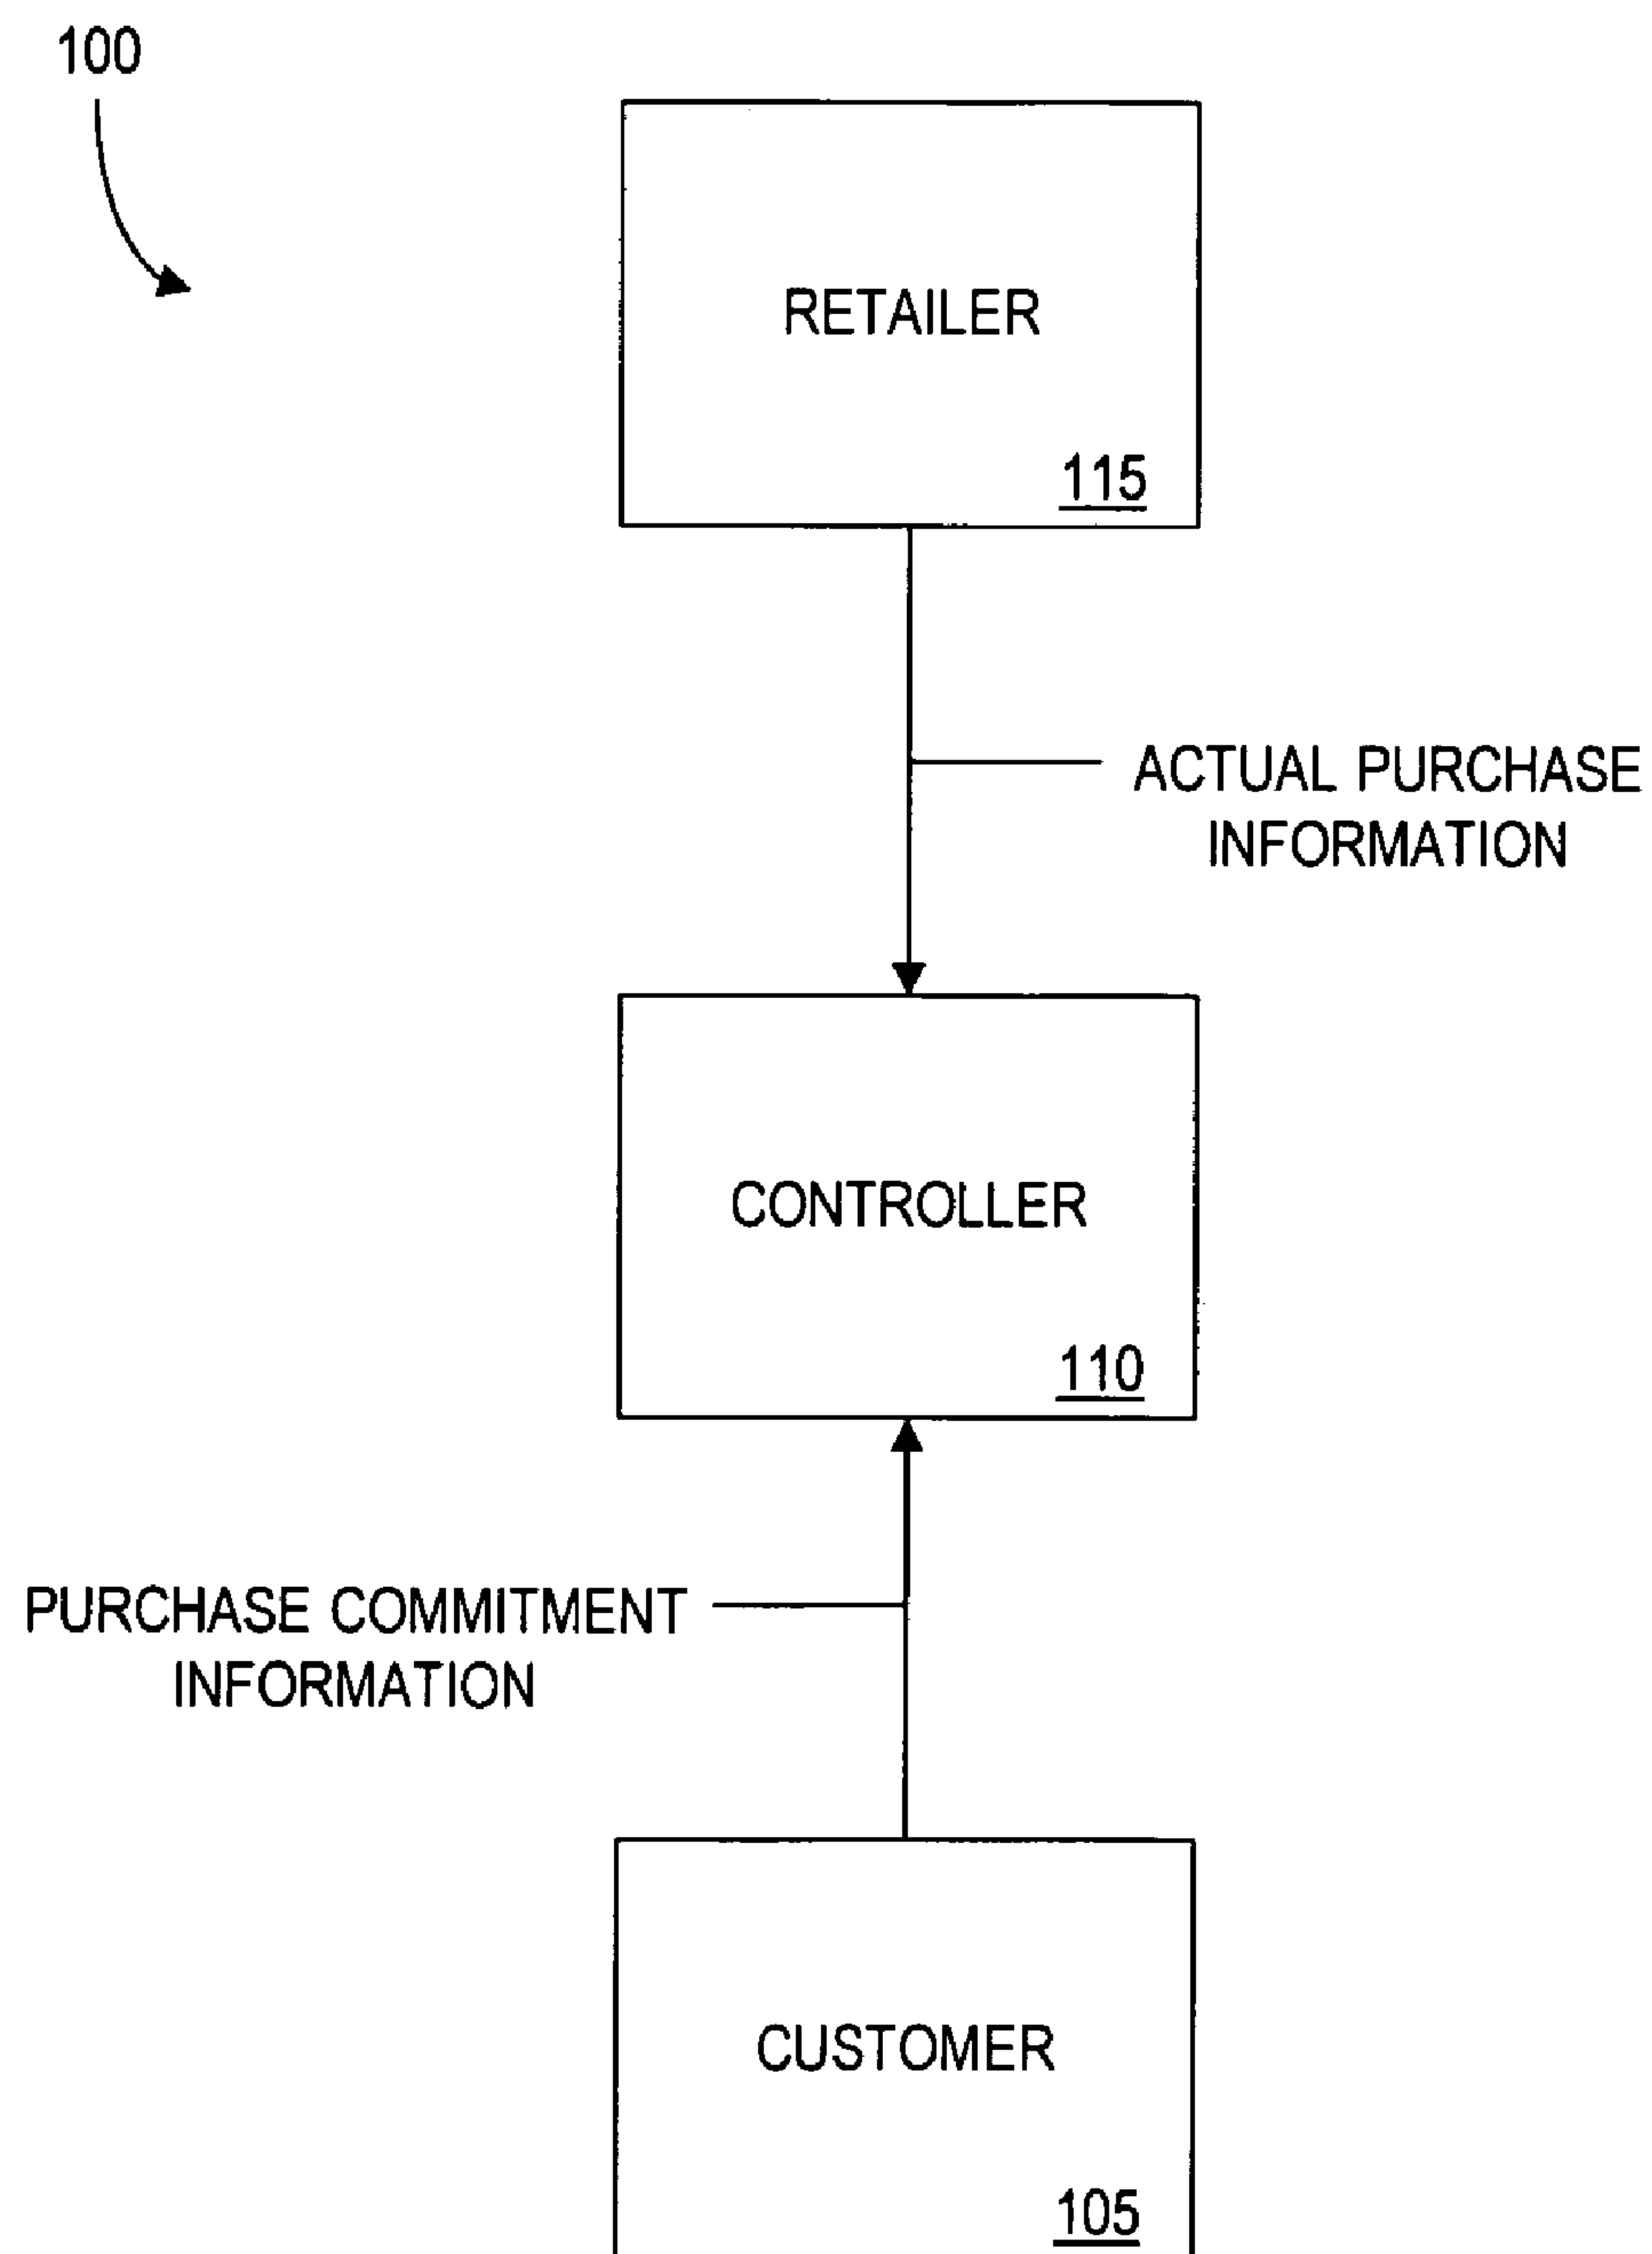 100
RETAILER
115
ACTUAL PURCHASE
INFORMATION
CONTROLLER
110
PURCHASE COMMITMENT
INFORMATION
CUSTOMER
105